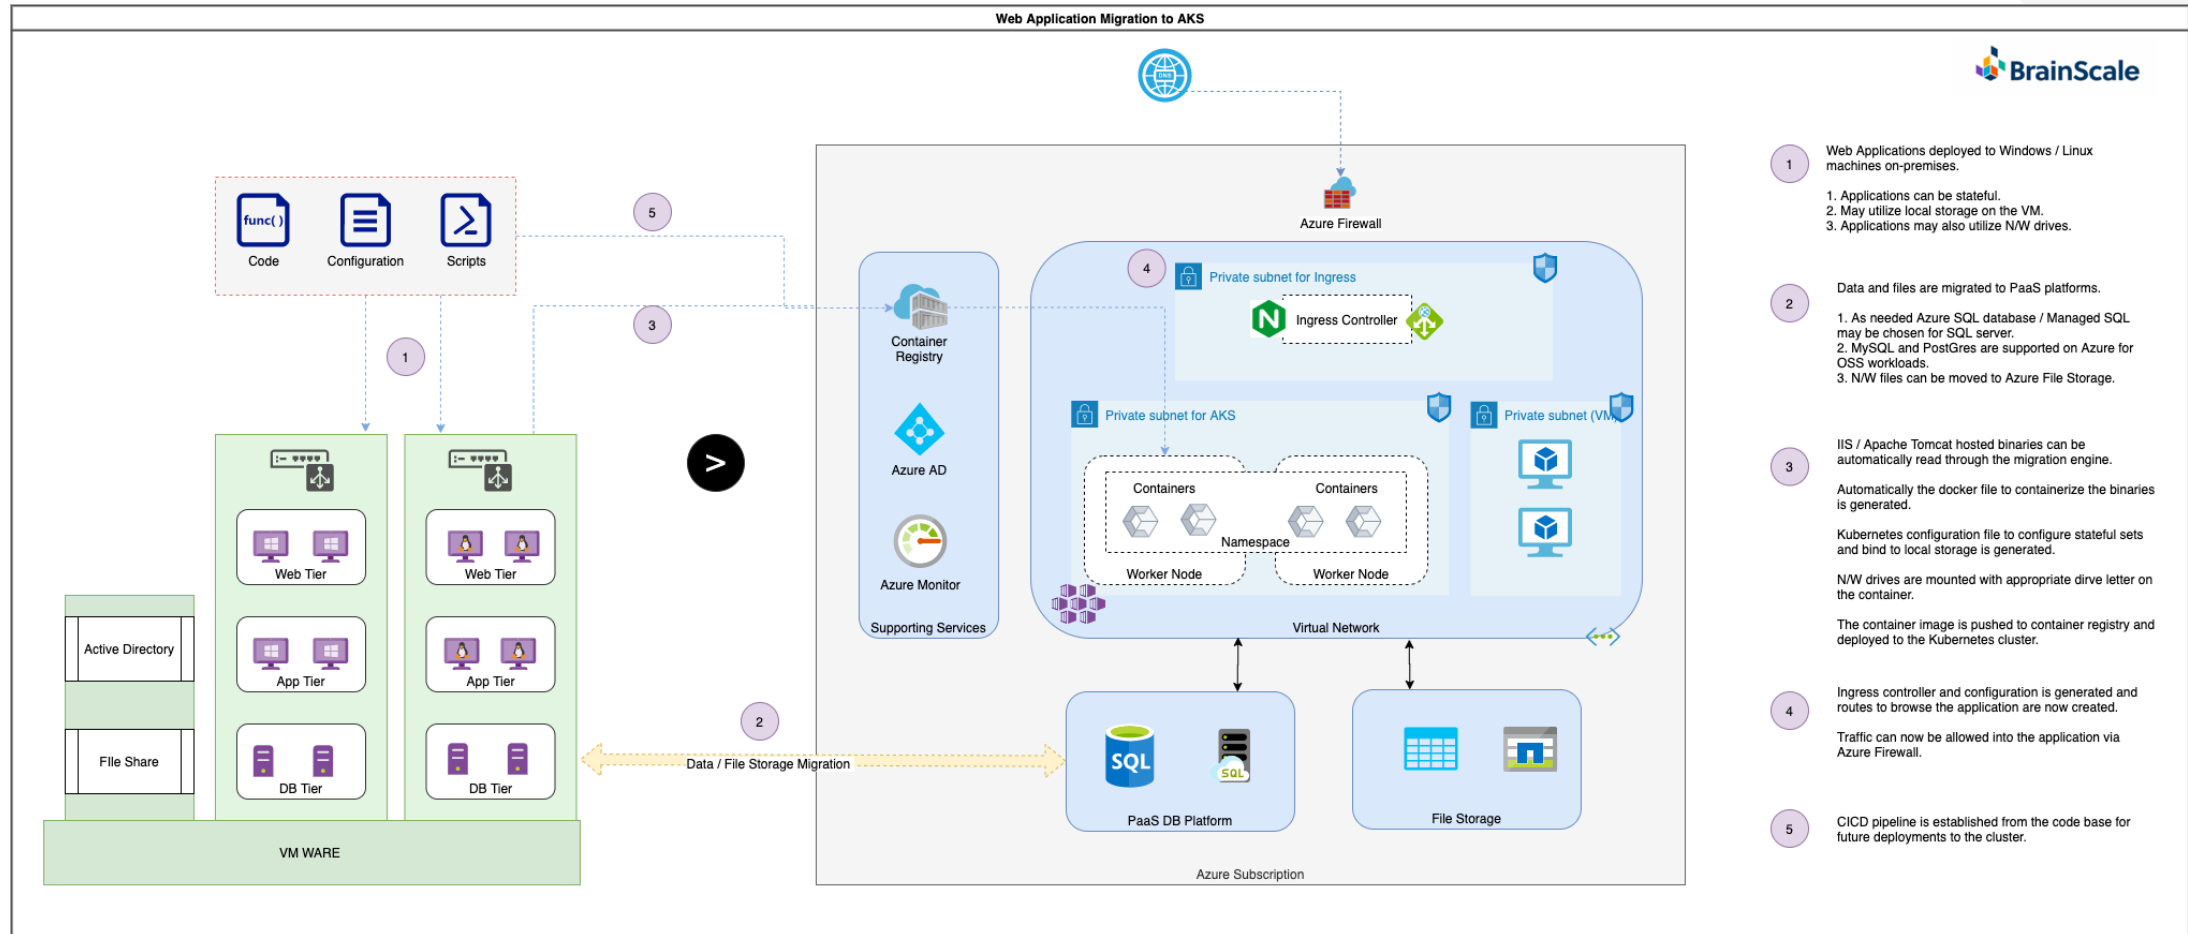 Web Application Migration to AKS
DNS
BrainScale
func( )
Code
Configuration
Scripts
5
3
1
Web Tier
Web Tier
App Tier
App Tier
DB Tier
DB Tier
Active Directory
FIle Share
VM WARE
>
2
Data / File Storage Migration
Azure Firewall
Container
Registry
Azure AD
Azure Monitor
Supporting Services
4
Private subnet for Ingress
N
Ingress Controller
Private subnet for AKS
Private subnet (VM
Containers
Containers
Namespace
Worker Node
Worker Node
Virtual Network
SQL
SQL
PaaS DB Platform
File Storage
Azure Subscription
1
Web Applications deployed to Windows / Linux
machines on-premises.
1. Applications can be stateful.
2. May utilize local storage on the VM.
3. Applications may also utilize N/W drives.
2
Data and files are migrated to PaaS platforms.
1. As needed Azure SQL database / Managed SQL
may be chosen for SQL server.
2. MySQL and PostGres are supported on Azure for
OSS workloads.
3. N/W files can be moved to Azure File Storage.
3
IIS / Apache Tomcat hosted binaries can be
automatically read through the migration engine.
Automatically the docker file to containerize the binaries
is generated.
Kubernetes configuration file to configure stateful sets
and bind to local storage is generated.
N/W drives are mounted with appropriate dirve letter on
the container.
The container image is pushed to container registry and
deployed to the Kubernetes cluster.
4
Ingress controller and configuration is generated and
routes to browse the application are now created.
Traffic can now be allowed into the application via
Azure Firewall.
5
CICD pipeline is established from the code base for
future deployments to the cluster.